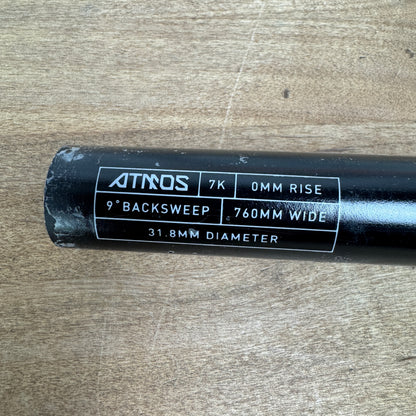 ATMOS 7K 0MM RISE
9° BACKSWEEP 760MM WIDE
31.8MM DIAMETER